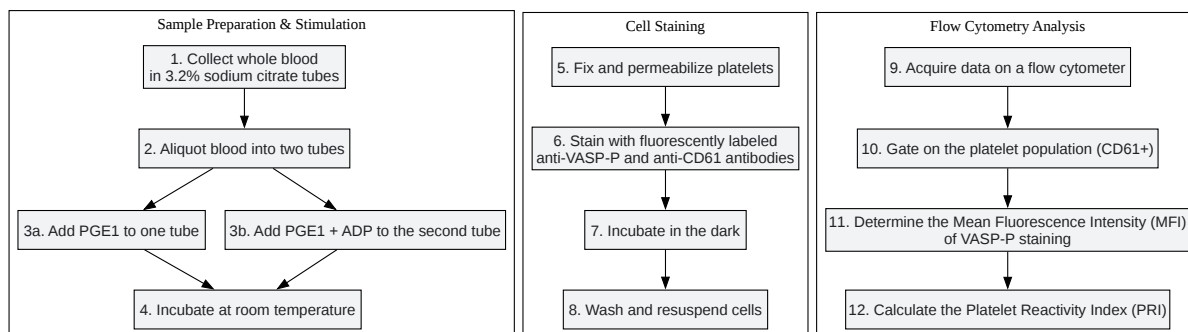 Sample Preparation & Stimulation
1. Collect whole blood
in 3.2% sodium citrate tubes
2. Aliquot blood into two tubes
3a. Add PGE1 to one tube
3b. Add PGE1 + ADP to the second tube
4. Incubate at room temperature
Cell Staining
5. Fix and permeabilize platelets
6. Stain with fluorescently labeled
anti-VASP-P and anti-CD61 antibodies
7. Incubate in the dark
8. Wash and resuspend cells
Flow Cytometry Analysis
9. Acquire data on a flow cytometer
10. Gate on the platelet population (CD61+)
11. Determine the Mean Fluorescence Intensity (MFI)
of VASP-P staining
12. Calculate the Platelet Reactivity Index (PRI)